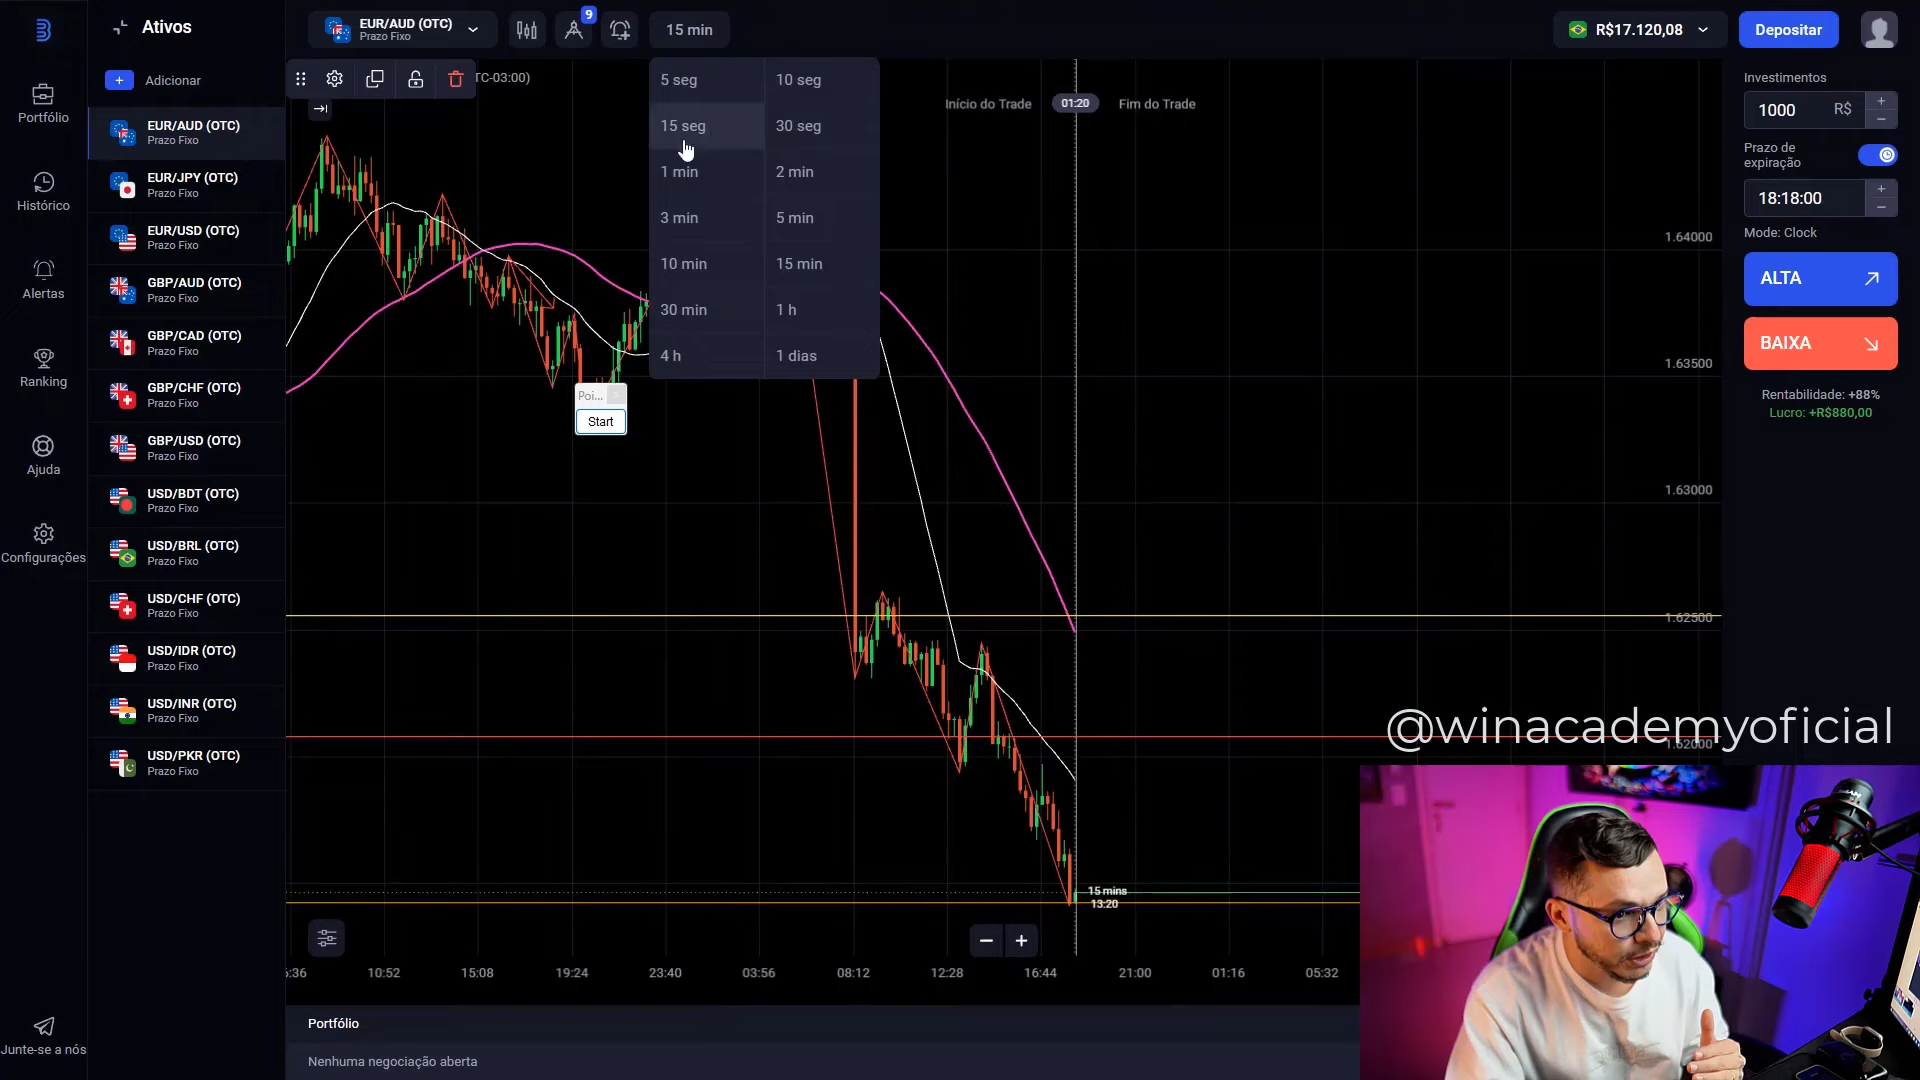 Ativos
EUR/AUD (OTC)
Prazo Fixo
9
15 min
R$17.120,08
Depositar
+ Adicionar
TC-03:00)
Portfólio
Histórico
Alertas
Ranking
Ajuda
Configurações
Junte-se a nós
EUR/AUD (OTC)
Prazo Fixo
EUR/JPY (OTC)
Prazo Fixo
EUR/USD (OTC)
Prazo Fixo
GBP/AUD (OTC)
Prazo Fixo
GBP/CAD (OTC)
Prazo Fixo
GBP/CHF (OTC)
Prazo Fixo
GBP/USD (OTC)
Prazo Fixo
USD/BDT (OTC)
Prazo Fixo
USD/BRL (OTC)
Prazo Fixo
USD/CHF (OTC)
Prazo Fixo
USD/IDR (OTC)
Prazo Fixo
USD/INR (OTC)
Prazo Fixo
USD/PKR (OTC)
Prazo Fixo
5 seg 10 seg
15 seg 30 seg
1 min 2 min
3 min 5 min
10 min 15 min
30 min 1 h
4 h 1 dias
Início do Trade 01:20 Fim do Trade
Poi...
Start
1.64000
1.63500
1.63000
1.62500
1.62000
15 mins
13:20
:36 10:52 15:08 19:24 23:40 03:56 08:12 12:28 16:44 21:00 01:16 05:32
Portfólio
Nenhuma negociação aberta
Investimentos
1000 R$
Prazo de
expiração
18:18:00
Mode: Clock
ALTA
BAIXA
Rentabilidade: +88%
Lucro: +R$880,00
@winacademyoficial